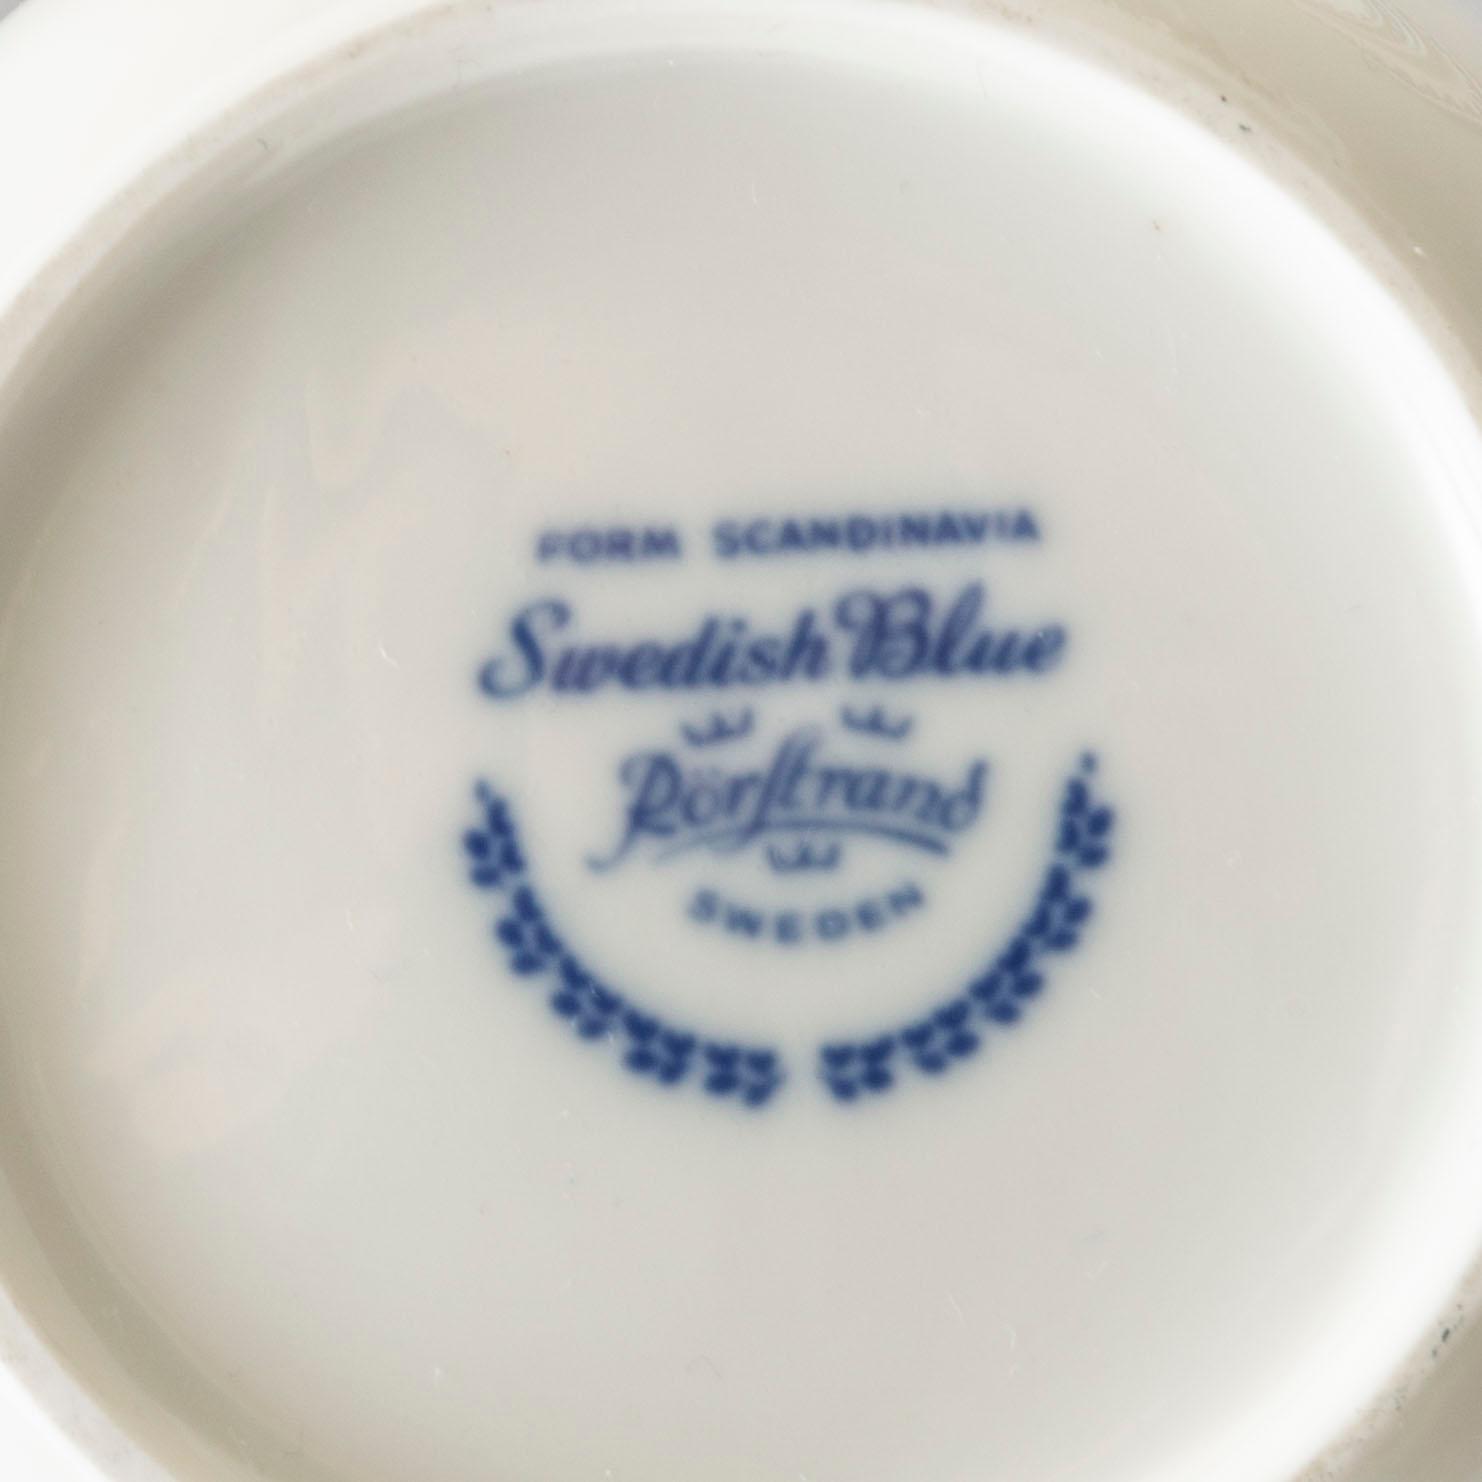 FORM SCANDINAVIA
Swedish Blue
Rörstrand
SWEDEN